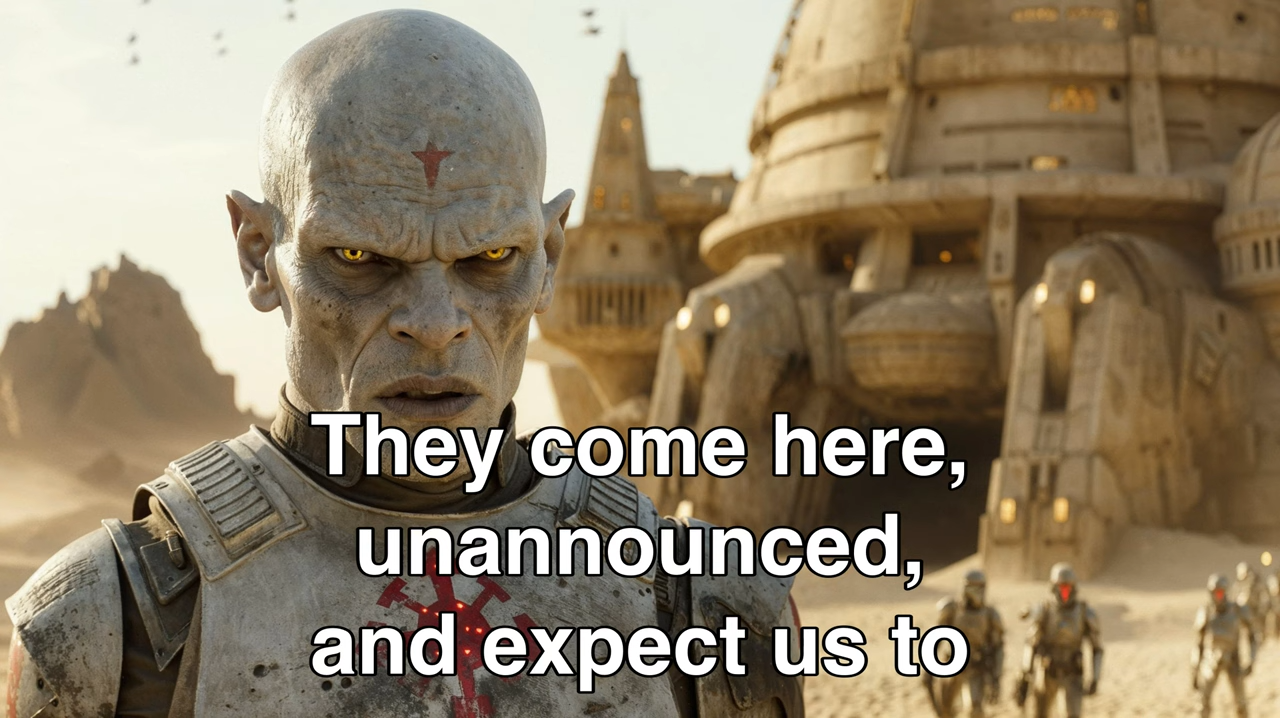 They come here,
unannounced,
and expect us to